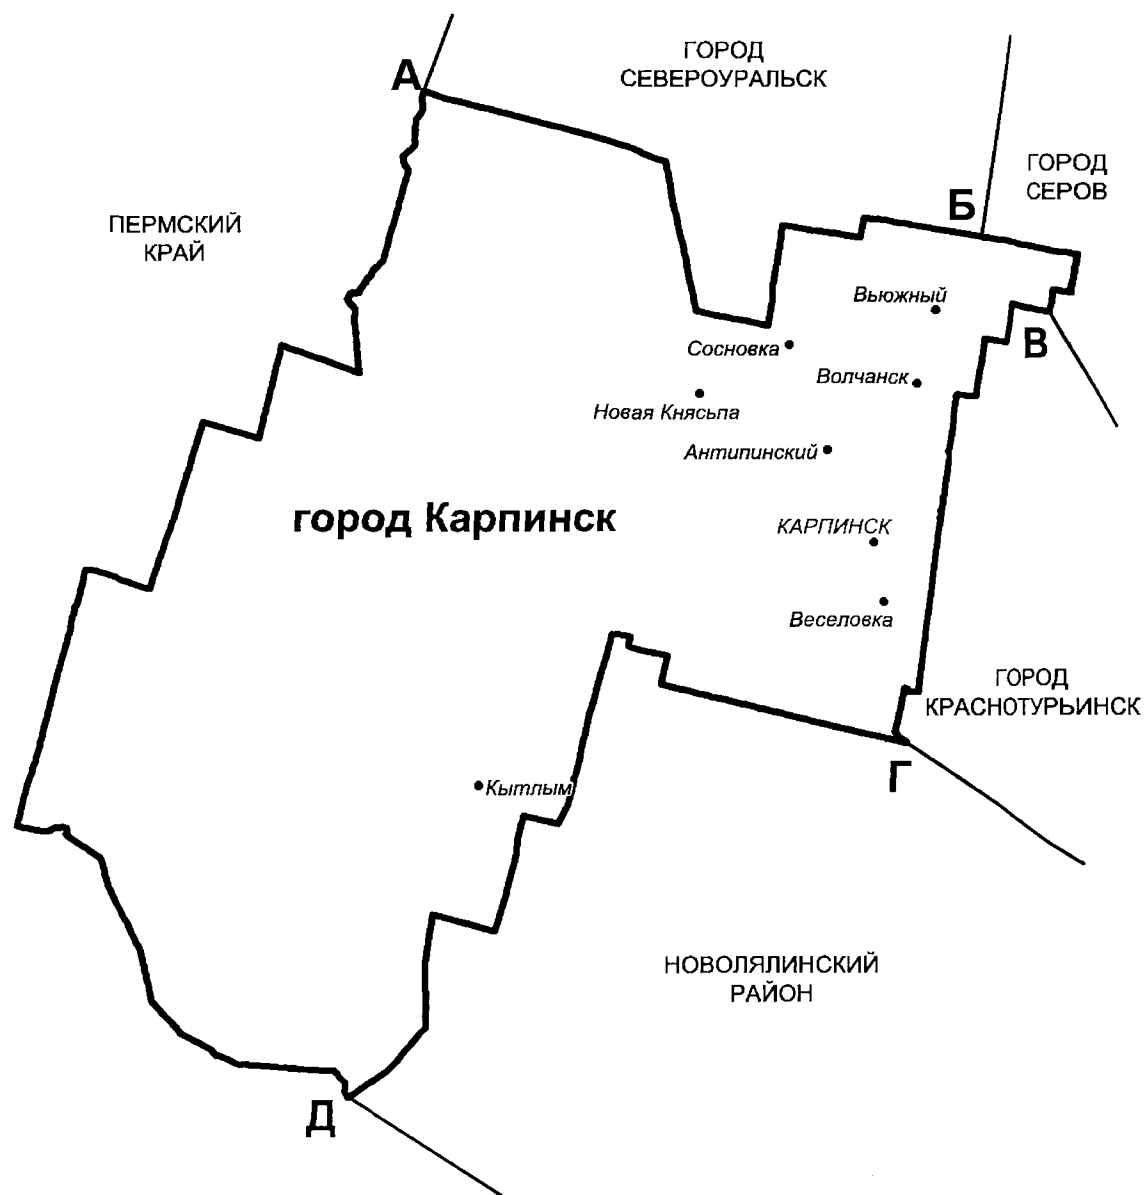 А
ГОРОД
СЕВЕРОУРАЛЬСК
ГОРОД
СЕРОВ
Б
ПЕРМСКИЙ
КРАЙ
Вьюжный
В
Сосновка
Волчанск
Новая Княсьпа
Антипинский
город Карпинск
КАРПИНСК
Веселовка
ГОРОД
КРАСНОТУРЬИНСК
Г
Кытлым
НОВОЛЯЛИНСКИЙ
РАЙОН
Д